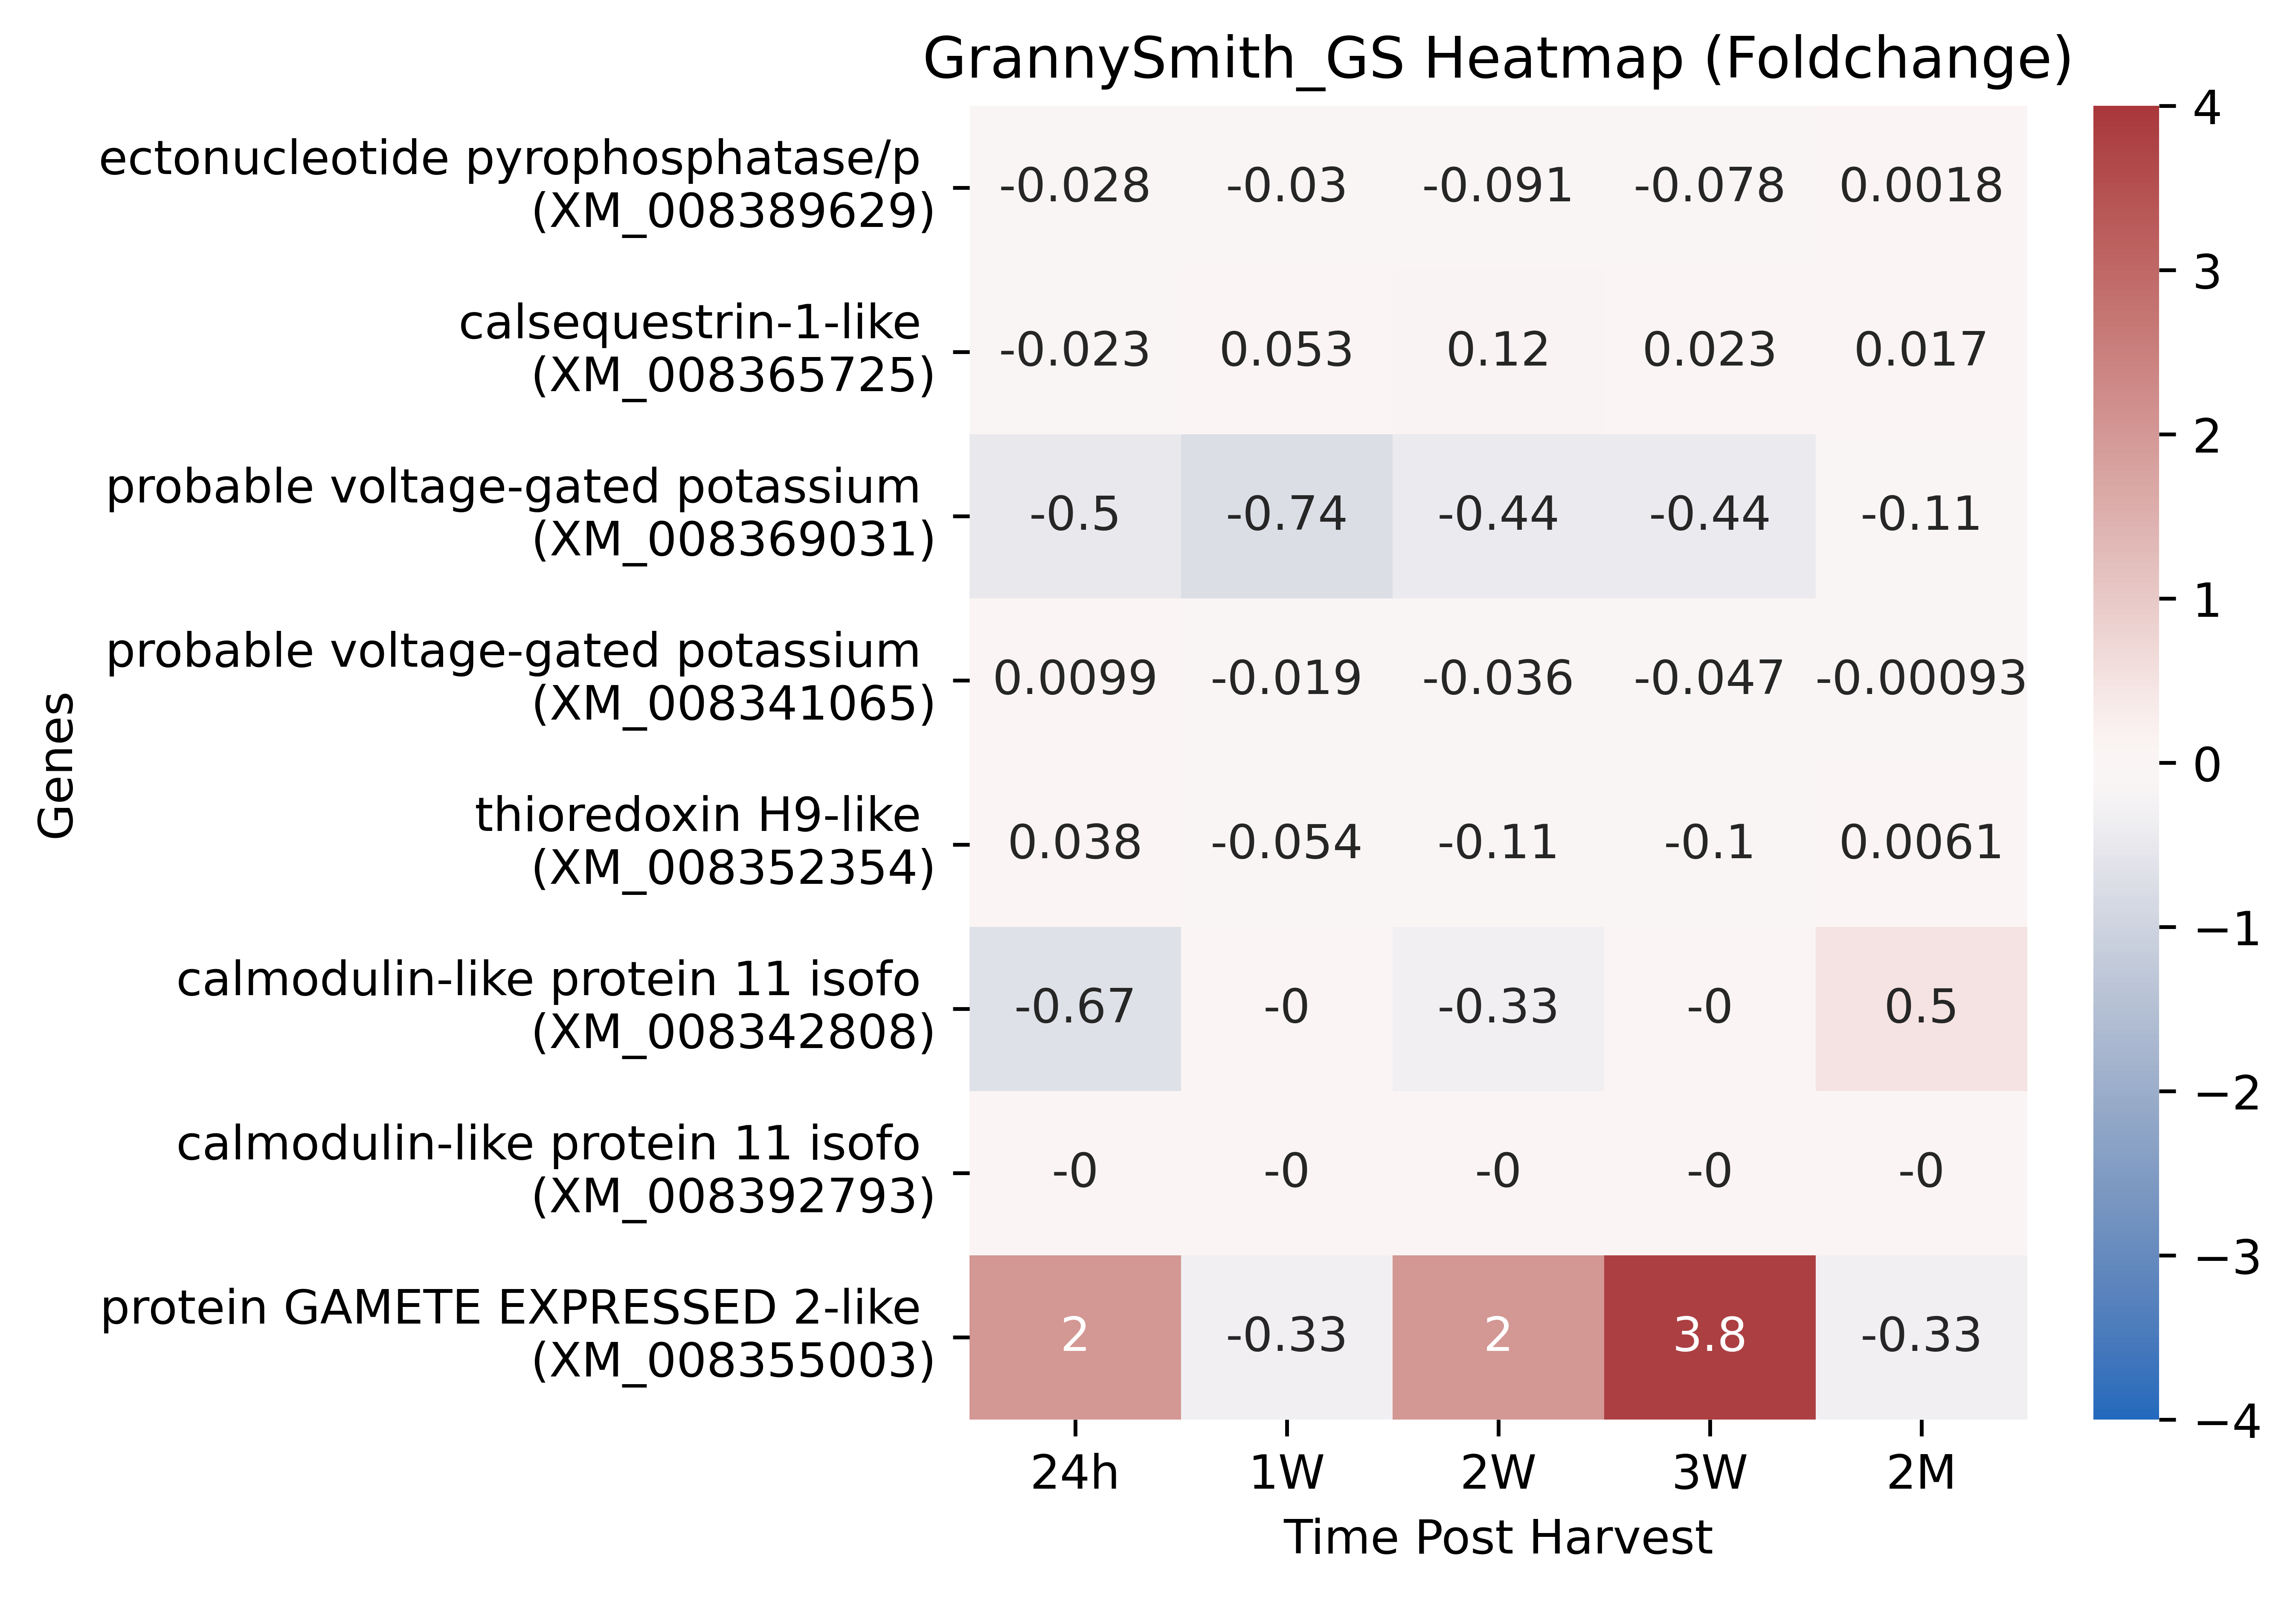 GrannySmith_GS Heatmap (Foldchange)
Genes
ectonucleotide pyrophosphatase/p
(XM_008389629)
-0.028 -0.03 -0.091 -0.078 0.0018
calsequestrin-1-like
(XM_008365725)
-0.023 0.053 0.12 0.023 0.017
probable voltage-gated potassium
(XM_008369031)
-0.5 -0.74 -0.44 -0.44 -0.11
probable voltage-gated potassium
(XM_008341065)
0.0099 -0.019 -0.036 -0.047 -0.00093
thioredoxin H9-like
(XM_008352354)
0.038 -0.054 -0.11 -0.1 0.0061
calmodulin-like protein 11 isofo
(XM_008342808)
-0.67 -0 -0.33 -0 0.5
calmodulin-like protein 11 isofo
(XM_008392793)
-0 -0 -0 -0 -0
protein GAMETE EXPRESSED 2-like
(XM_008355003)
2 -0.33 2 3.8 -0.33
24h 1W 2W 3W 2M
Time Post Harvest
4
3
2
1
0
−1
−2
−3
−4